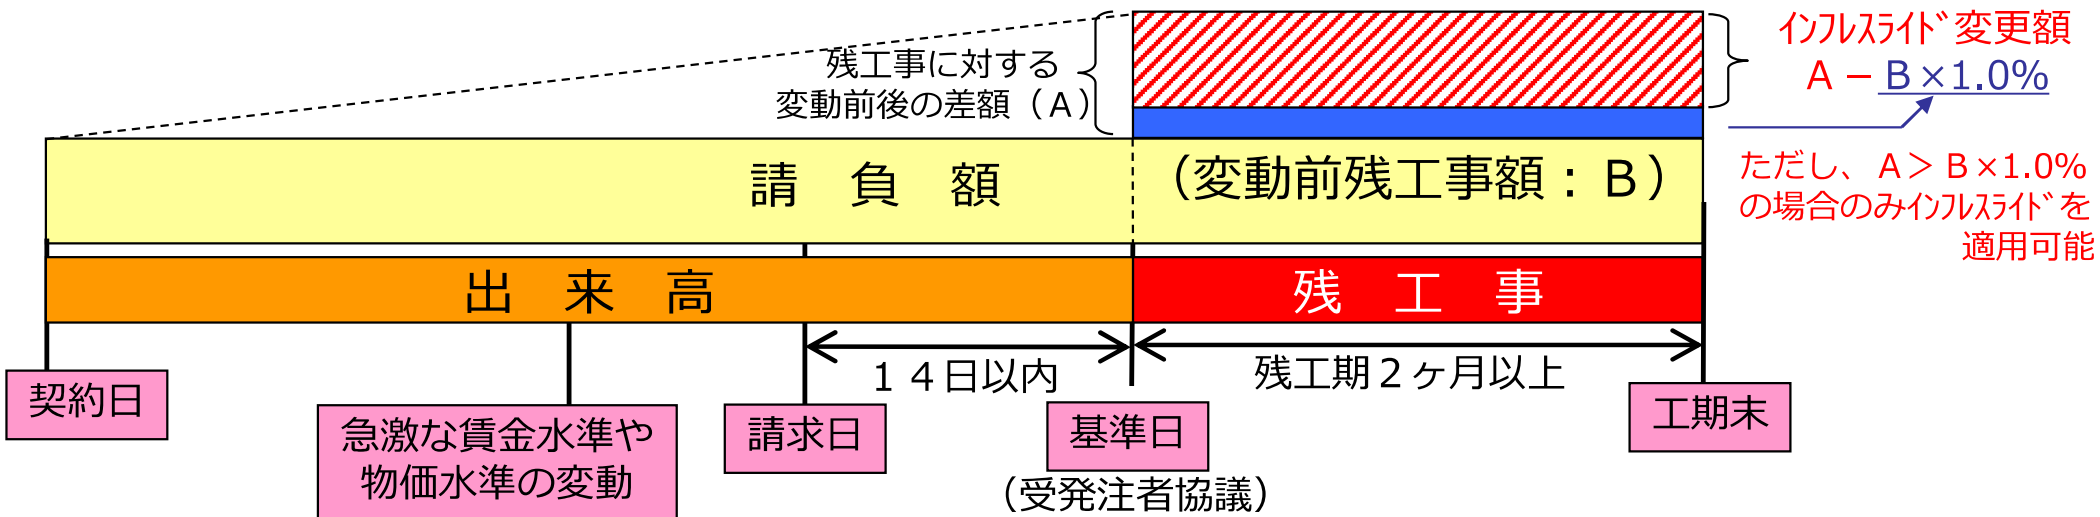 残工事に対する
変動前後の差額（A）
ｲﾝﾌﾚｽﾗｲﾄﾞ変更額
A－B×1.0%
請　負　額
（変動前残工事額：B）
ただし、A＞B×1.0%
の場合のみｲﾝﾌﾚｽﾗｲﾄﾞを
適用可能
出　来　高
残　工　事
１４日以内
残工期２ヶ月以上
契約日
急激な賃金水準や
物価水準の変動
請求日
基準日
（受発注者協議）
工期末